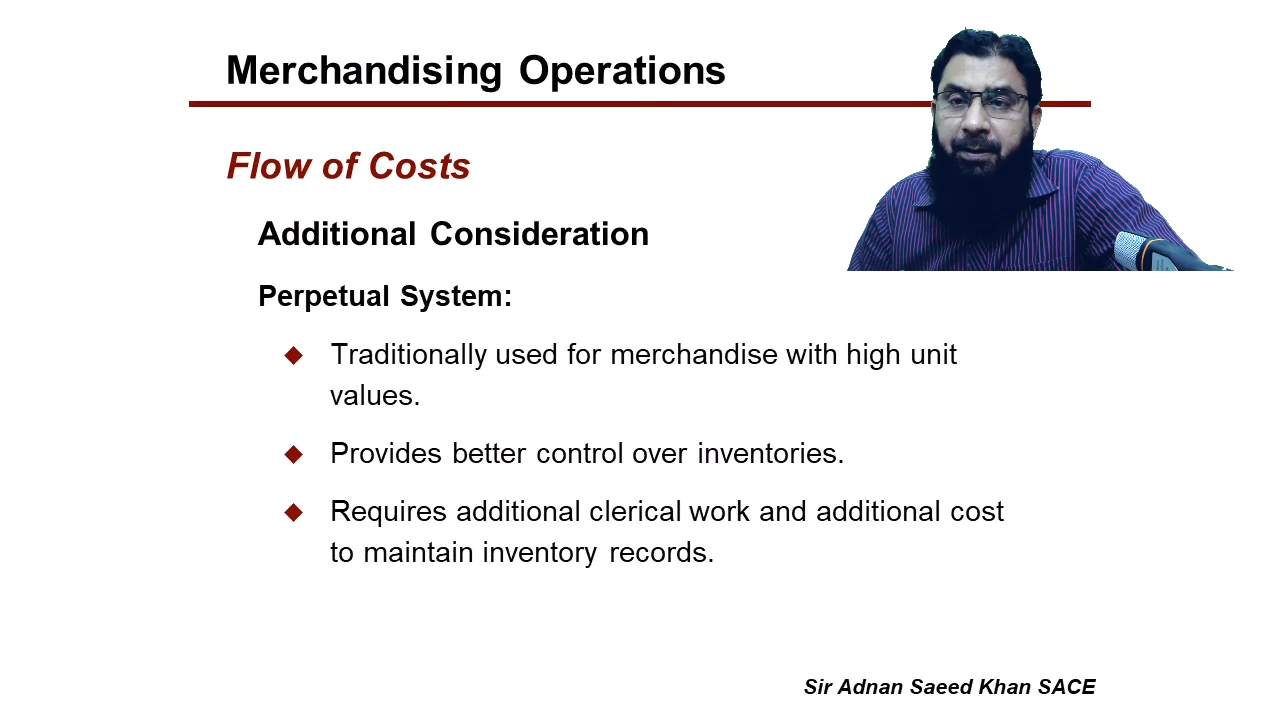 Merchandising Operations
Flow of Costs
Additional Consideration
Perpetual System:
Traditionally used for merchandise with high unit
values.
Provides better control over inventories.
Requires additional clerical work and additional cost
to maintain inventory records.
Sir Adnan Saeed Khan SACE